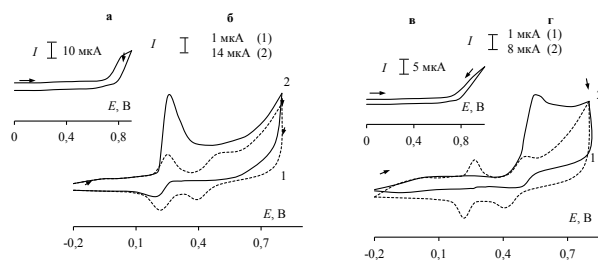 а
б
I 10 мкА
I 1 мкА (1)
14 мкА (2)
E, В
0 0,4 0,8
2
1
E, В
-0,2 0,1 0,4 0,7
в
г
I 5 мкА
I 1 мкА (1)
8 мкА (2)
E, В
0 0,4 0,8
1
E, В
-0,2 0,1 0,4 0,7